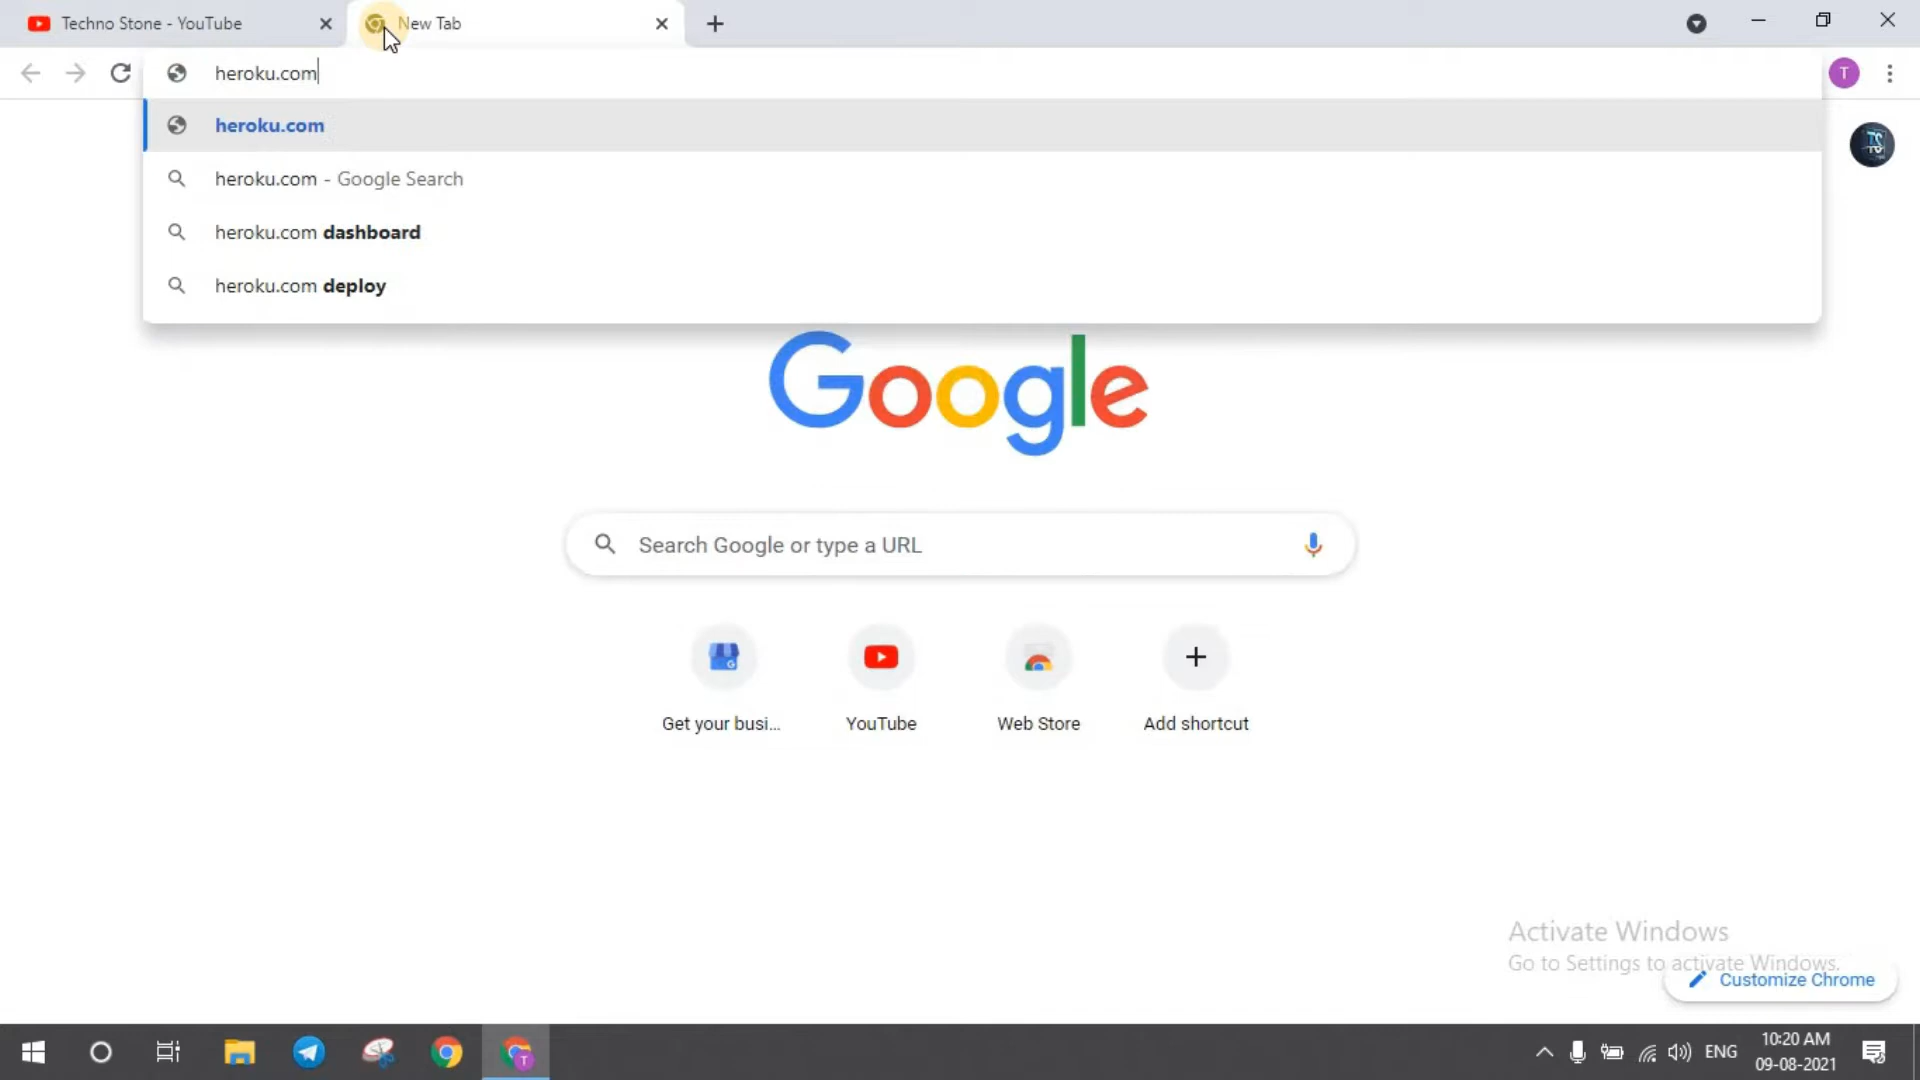 Techno Stone - YouTube
New Tab
heroku.com
T
heroku.com
TS
heroku.com - Google Search
heroku.com dashboard
heroku.com deploy
Google
Search Google or type a URL
Get your busi...
YouTube
Web Store
Add shortcut
Activate Windows
Go to Settings to activate Windows.
Customize Chrome
T
ENG
10:20 AM
09-08-2021